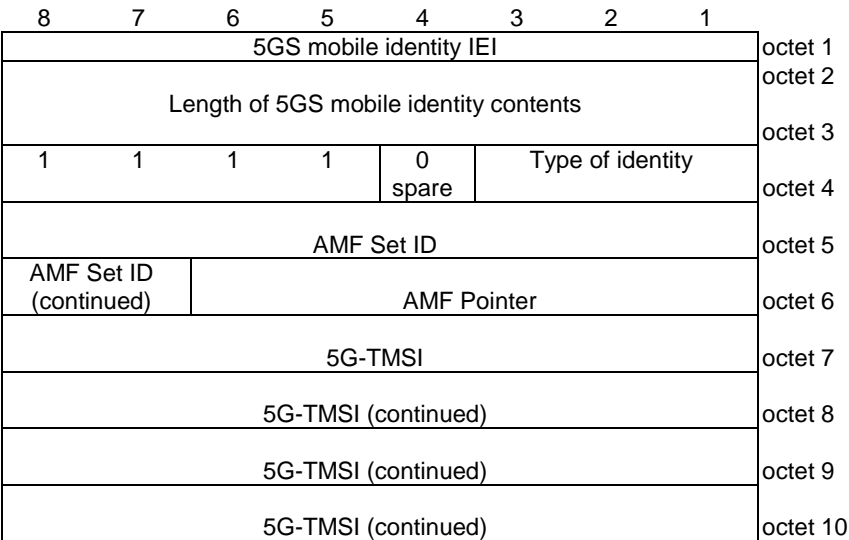 8 7 6 5 4 3 2 1
5GS mobile identity IEI octet 1
octet 2
Length of 5GS mobile identity contents
octet 3
1 1 1 1 0 Type of identity
spare octet 4
AMF Set ID octet 5
AMF Set ID
(continued) AMF Pointer octet 6
5G-TMSI octet 7
5G-TMSI (continued) octet 8
5G-TMSI (continued) octet 9
5G-TMSI (continued) octet 10